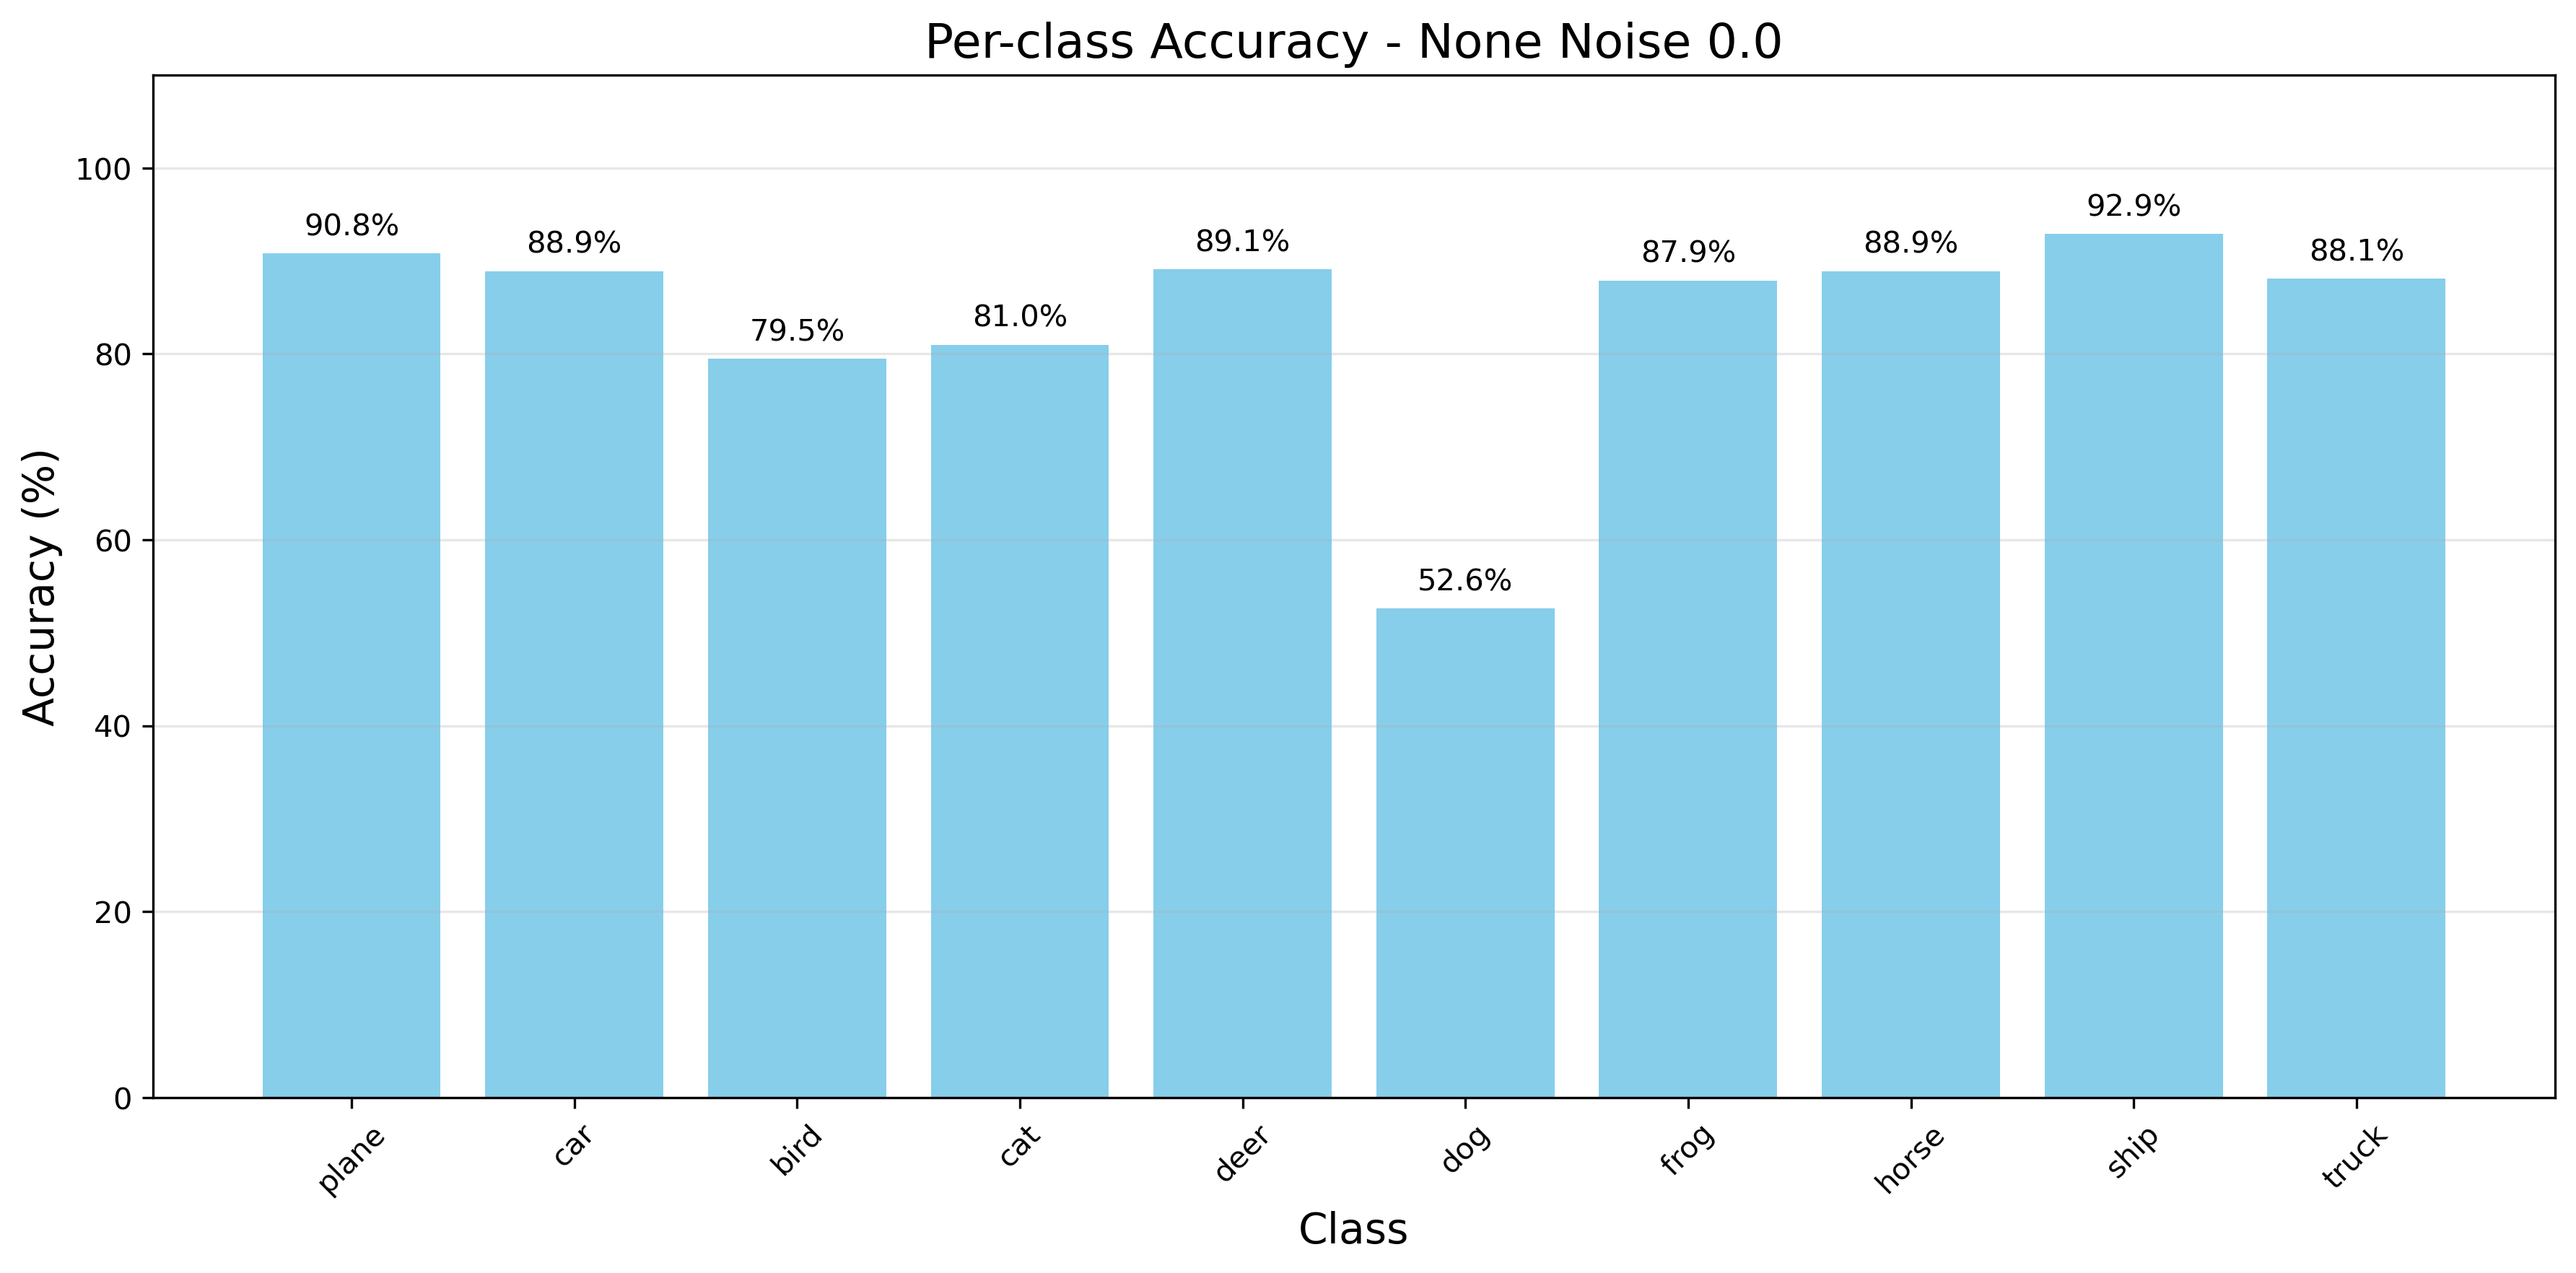 Per-class Accuracy - None Noise 0.0
Accuracy (%)
100
80
60
40
20
0
90.8%
88.9%
79.5%
81.0%
89.1%
52.6%
87.9%
88.9%
92.9%
88.1%
plane
car
bird
cat
deer
dog
frog
horse
ship
truck
Class